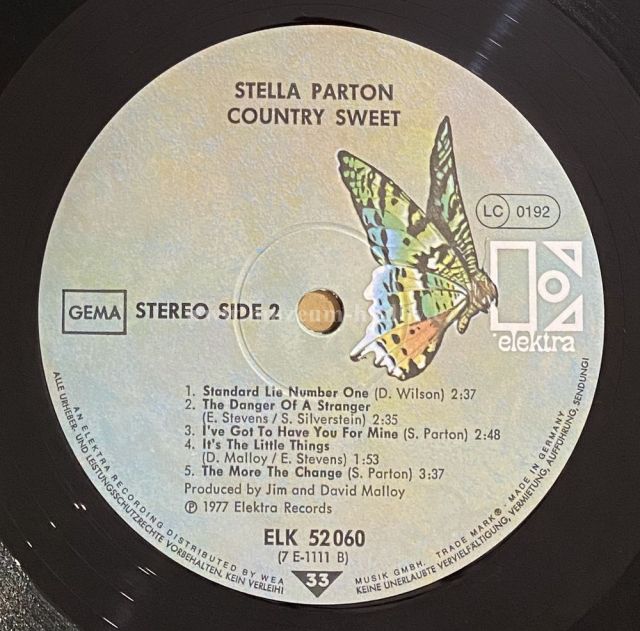 STELLA PARTON
COUNTRY SWEET
LC 0192
elektra
GEMA STEREO SIDE 2
1. Standard Lie Number One (D. Wilson) 2:37
2. The Danger Of A Stranger
(E. Stevens / S. Silverstein) 2:35
3. I've Got To Have You For Mine (S. Parton) 2:48
4. It's The Little Things
(D. Malloy / E. Stevens) 1:53
5. The More The Change (S. Parton) 3:37
Produced by Jim and David Malloy
Ⓟ 1977 Elektra Records
ELK 52060
(7 E-1111 B)
33
AN ELEKTRA RECORDING DISTRIBUTED BY WEA MUSIK GMBH. TRADE MARK® MADE IN GERMANY
ALLE URHEBER- UND LEISTUNGSSCHUTZRECHTE VORBEHALTEN. KEIN VERLEIH! KEINE UNERLAUBTE VERVIELFÄLTIGUNG, VERMIETUNG, AUFFÜHRUNG, SENDUNG!